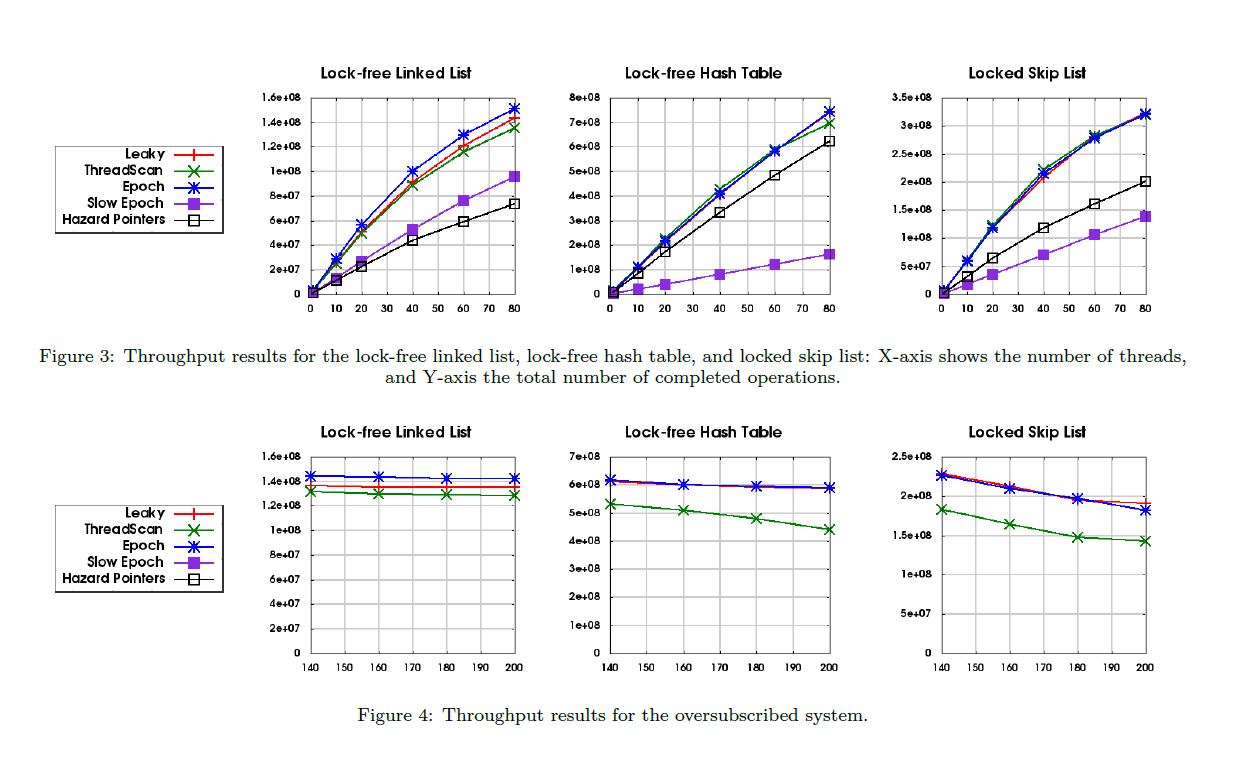 Lock-free Linked List
Lock-free Hash Table
Locked Skip List
1.6e+08
1.4e+08
1.2e+08
1e+08
8e+07
6e+07
4e+07
2e+07
0
0 10 20 30 40 50 60 70 80
8e+08
7e+08
6e+08
5e+08
4e+08
3e+08
2e+08
1e+08
0
0 10 20 30 40 50 60 70 80
3.5e+08
3e+08
2.5e+08
2e+08
1.5e+08
1e+08
5e+07
0
0 10 20 30 40 50 60 70 80
Leaky
ThreadScan
Epoch
Slow Epoch
Hazard Pointers
Figure 3: Throughput results for the lock-free linked list, lock-free hash table, and locked skip list: X-axis shows the number of threads,
and Y-axis the total number of completed operations.
Lock-free Linked List
Lock-free Hash Table
Locked Skip List
1.6e+08
1.4e+08
1.2e+08
1e+08
8e+07
6e+07
4e+07
2e+07
0
140 150 160 170 180 190 200
7e+08
6e+08
5e+08
4e+08
3e+08
2e+08
1e+08
0
140 150 160 170 180 190 200
2.5e+08
2e+08
1.5e+08
1e+08
5e+07
0
140 150 160 170 180 190 200
Leaky
ThreadScan
Epoch
Slow Epoch
Hazard Pointers
Figure 4: Throughput results for the oversubscribed system.